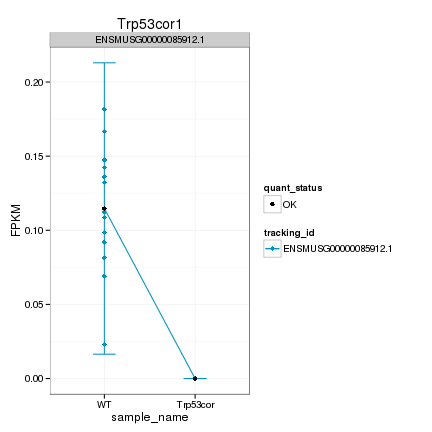 Trp53cor1
ENSMUSG00000085912.1
0.20
0.15
0.10
0.05
0.00
FPKM
WT
Trp53cor
sample_name
quant_status
OK
tracking_id
ENSMUSG00000085912.1